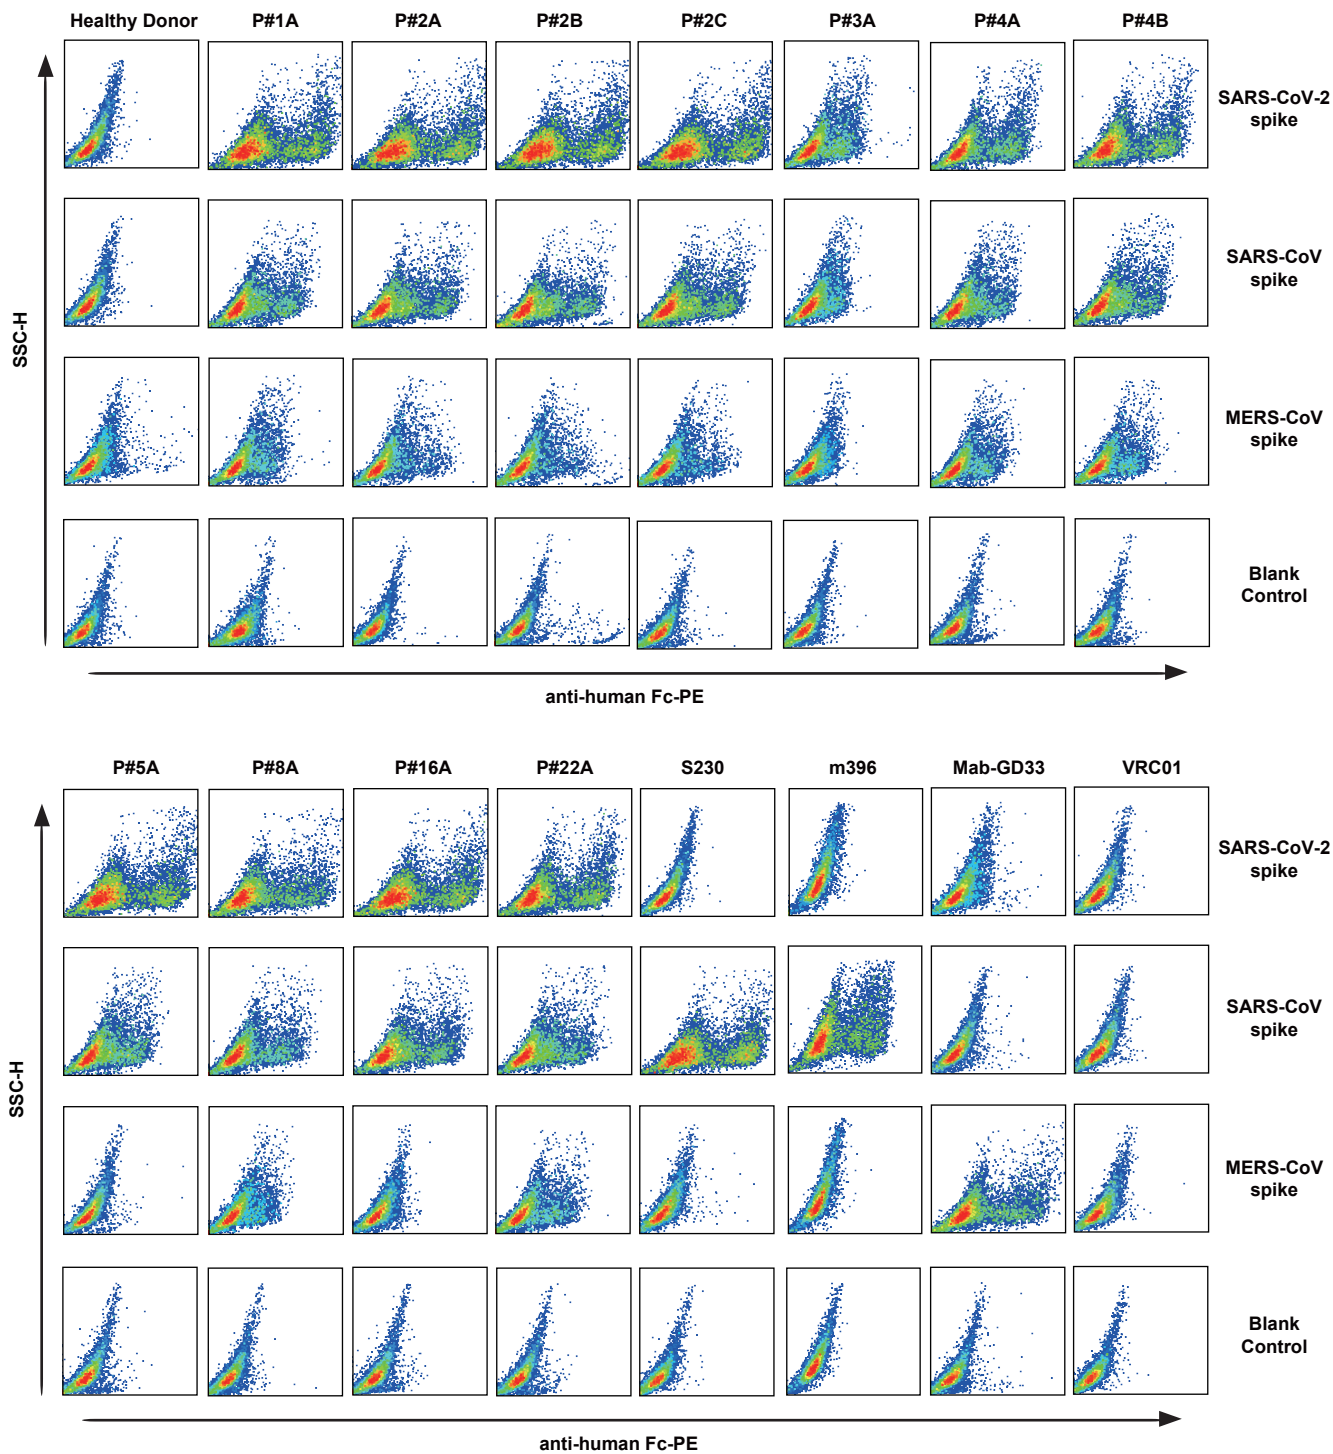 Healthy Donor P#1A P#2A P#2B P#2C P#3A P#4A P#4B
SARS-CoV-2
spike
SARS-CoV
spike
SSC-H
MERS-CoV
spike
Blank
Control
anti-human Fc-PE
P#5A P#8A P#16A P#22A S230 m396 Mab-GD33 VRC01
SARS-CoV-2
spike
SARS-CoV
spike
SSC-H
MERS-CoV
spike
Blank
Control
anti-human Fc-PE